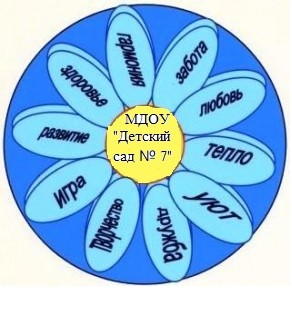 МДОУ
"Детский
сад № 7"
гармония
забота
любовь
тепло
уют
дружба
творчество
игра
развитие
здоровье